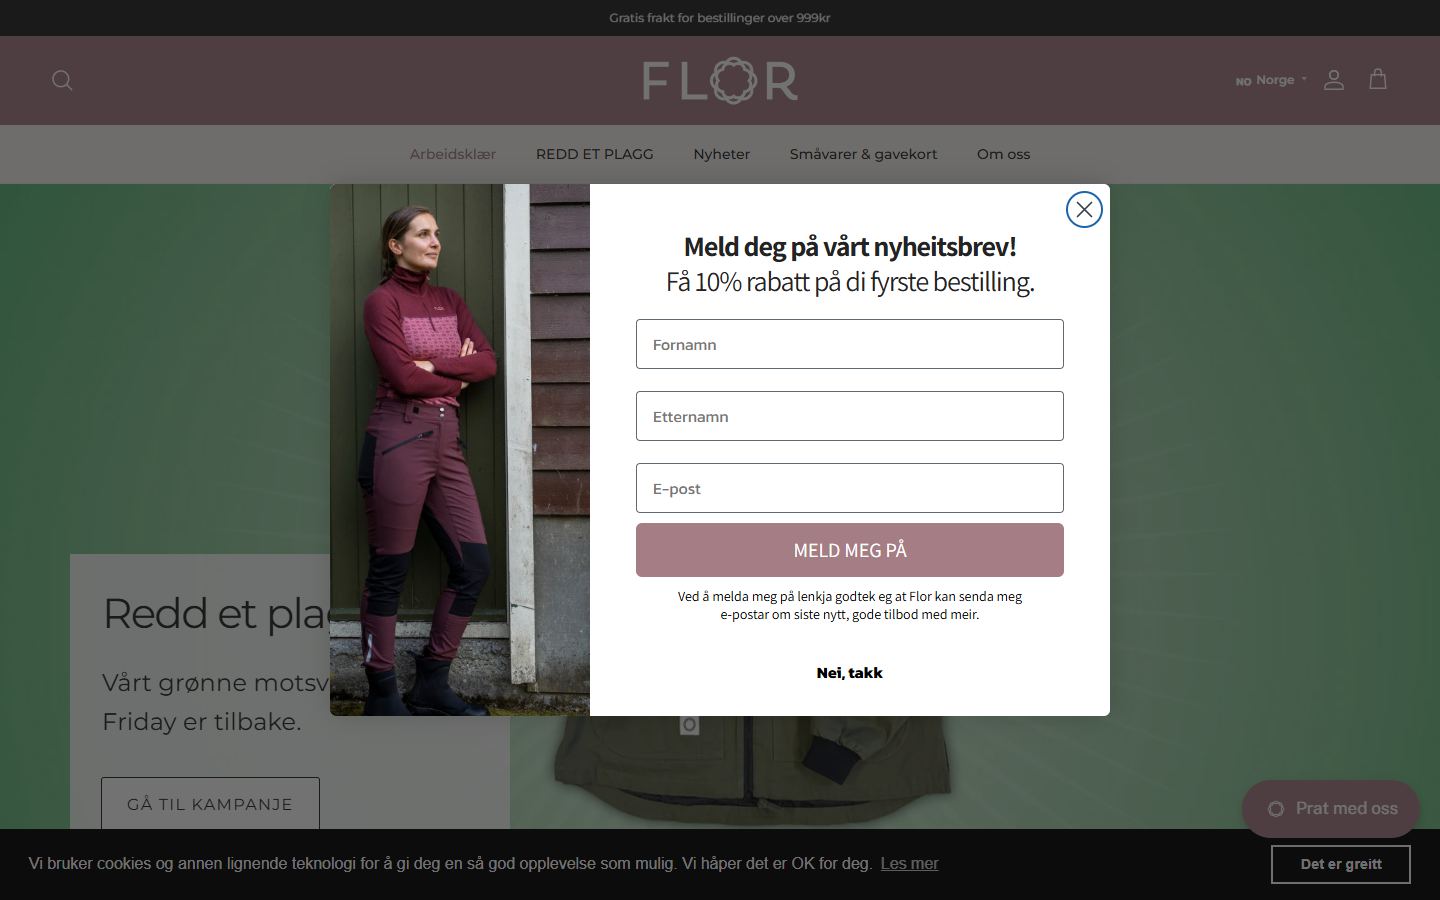 Gratis frakt for bestillinger over 999kr
FLOR
NO Norge
Arbeidsklær
REDD ET PLAGG
Nyheter
Småvarer & gavekort
Om oss
Meld deg på vårt nyheitsbrev!
Få 10% rabatt på di fyrste bestilling.
Fornamn
Etternamn
E-post
MELD MEG PÅ
Ved å melda meg på lenkja godtek eg at Flor kan senda meg
e-postar om siste nytt, gode tilbod med meir.
Nei, takk
Redd et
Vårt grønne
Friday er tilbake.
GÅ TIL KAMPANJE
Prat med oss
Vi bruker cookies og annen lignende teknologi for å gi deg en så god opplevelse som mulig. Vi håper det er OK for deg. Les mer
Det er greitt